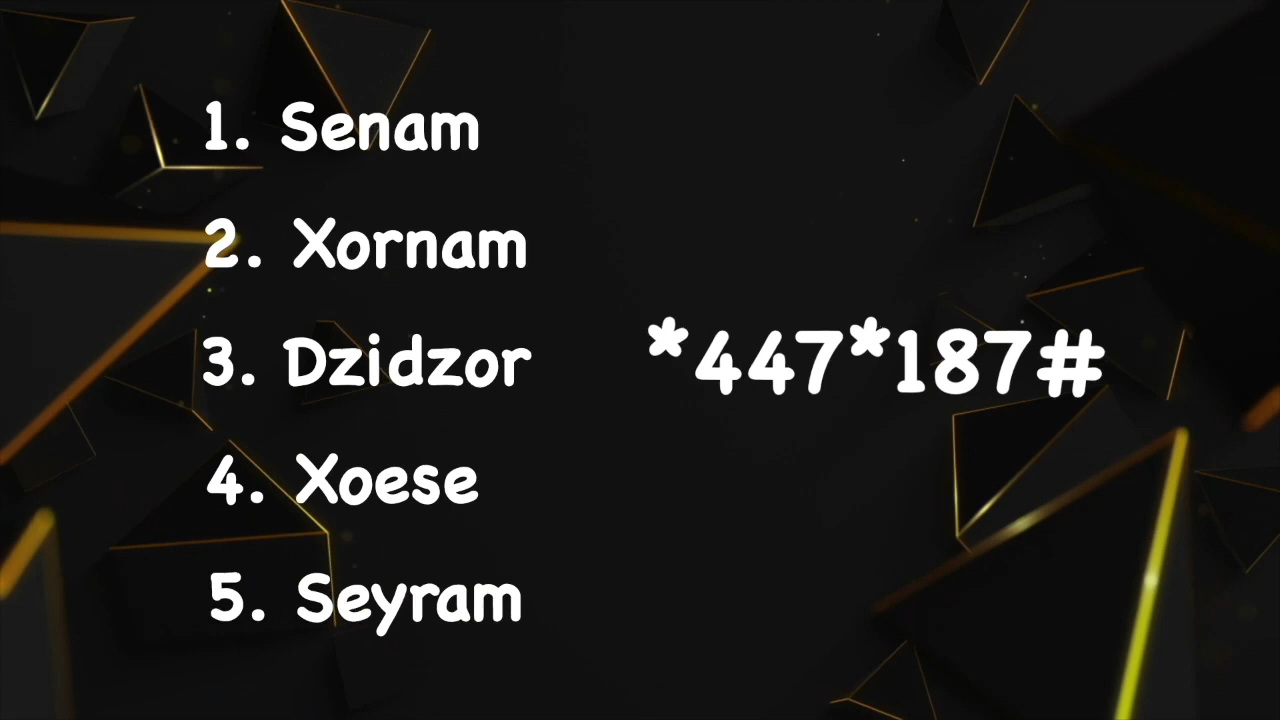 1. Senam
2. Xornam
3. Dzidzor
*447*187#
4. Xoese
5. Seyram